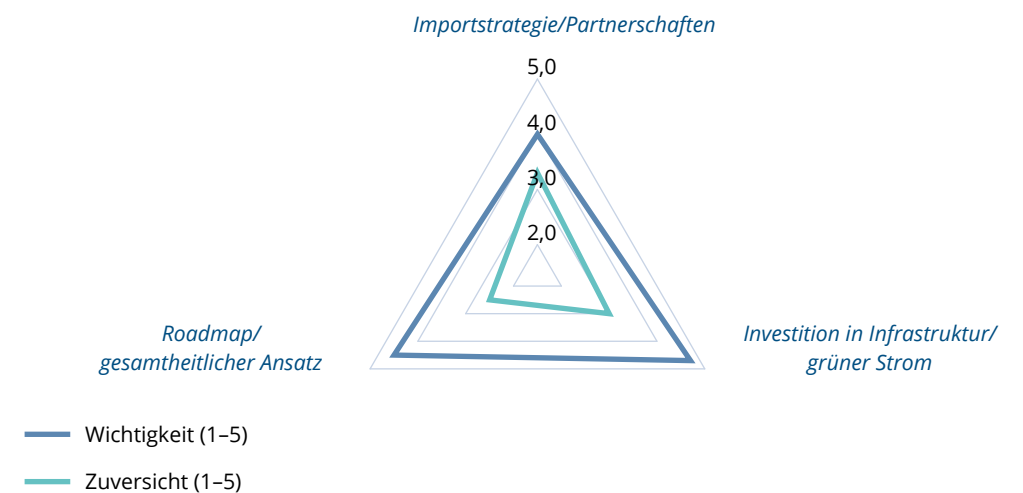 Importstrategie/Partnerschaften
5,0
4,0
3,0
2,0
Roadmap/
gesamtheitlicher Ansatz
Investition in Infrastruktur/
grüner Strom
Wichtigkeit (1–5)
Zuversicht (1–5)